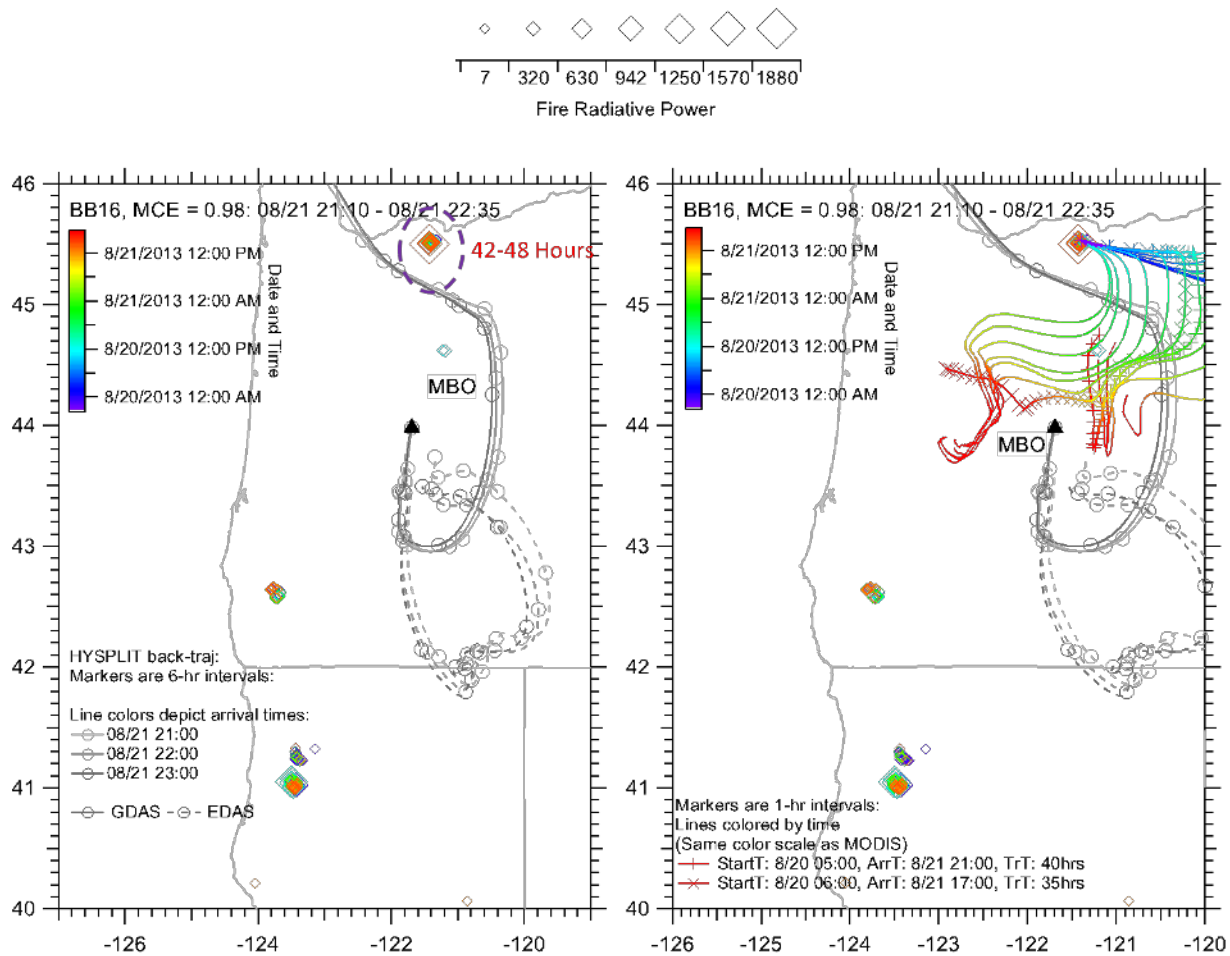 7 320 630 942 1250 1570 1880
Fire Radiative Power
46
45
44
43
42
41
40
BB16, MCE = 0.98: 08/21 21:10 - 08/21 22:35
8/21/2013 12:00 PM
8/21/2013 12:00 AM
8/20/2013 12:00 PM
8/20/2013 12:00 AM
Date and Time
42-48 Hours
MBO
HYSPLIT back-traj:
Markers are 6-hr intervals:
Line colors depict arrival times:
08/21 21:00
08/21 22:00
08/21 23:00
GDAS EDAS
-126 -124 -122 -120
46
45
44
43
42
41
40
BB16, MCE = 0.98: 08/21 21:10 - 08/21 22:35
8/21/2013 12:00 PM
8/21/2013 12:00 AM
8/20/2013 12:00 PM
8/20/2013 12:00 AM
Date and Time
MBO
Markers are 1-hr intervals:
Lines colored by time
(Same color scale as MODIS)
StartT: 8/20 05:00, ArrT: 8/21 21:00, TrT: 40hrs
StartT: 8/20 06:00, ArrT: 8/21 17:00, TrT: 35hrs
-126 -125 -124 -123 -122 -121 -120